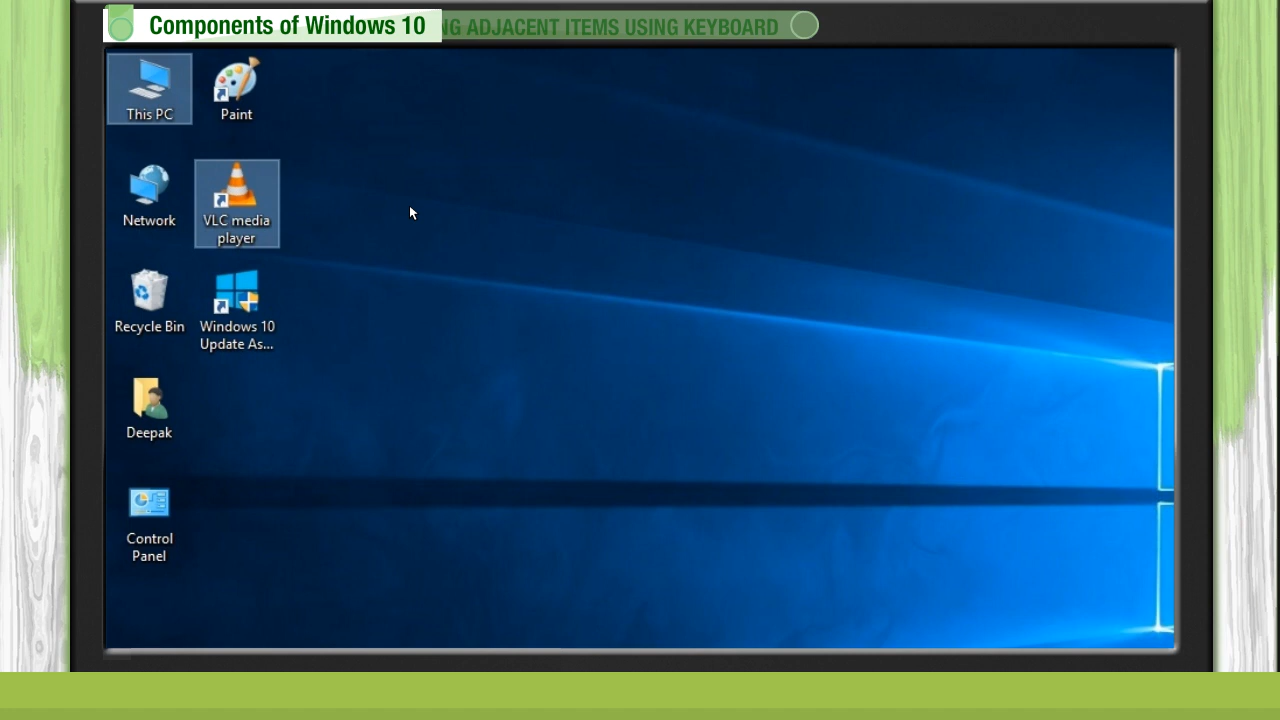 Components of Windows 10
NG ADJACENT ITEMS USING KEYBOARD
This PC
Paint
Network
VLC media
player
Recycle Bin
Windows 10
Update As...
Deepak
Control
Panel